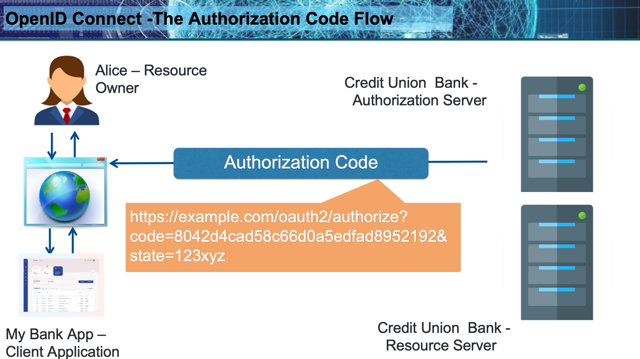 OpenID Connect -The Authorization Code Flow
Alice – Resource
Owner
Credit Union  Bank -
Authorization Server
Authorization Code
https://example.com/oauth2/authorize?
code=8042d4cad58c66d0a5edfad8952192&
state=123xyz
Credit Union  Bank -
Resource Server
My Bank App –
Client Application